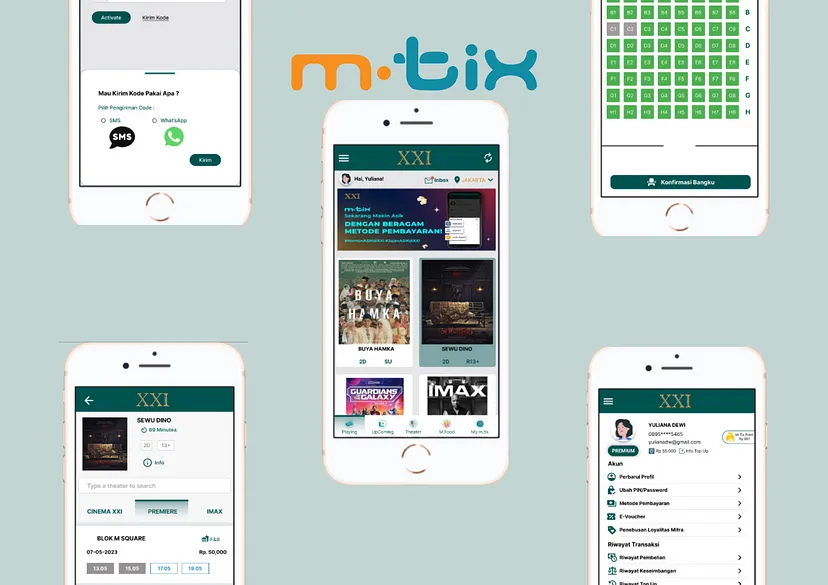 Activate
Kirim Kode
Mau Kirim Kode Pakai Apa ?
Pilih Pengiriman Code :
SMS
What'sApp
SMS
Kirim
m.tix
XXI
Hai, Yuliana!
Inbox
JAKARTA
XXI
m.tix
Sekarang Makin Asik
DENGAN BERAGAM
METODE PEMBAYARAN!
BUYA
HAMKA
SEWU DINO
BUYA HAMKA
SEWU DINO
2D SU
2D R13+
GUARDIANS
GALAXY
IMAX
Playing
UpComing
Theater
M.Food
My m.tix
B1 B2 B3 B4 B5 B6 B7 B8 B
C1 C2 C3 C4 C5 C6 C7 C8 C
D1 D2 D3 D4 D5 D6 D7 D8 D
E1 E2 E3 E4 E5 E6 E7 E8 E
F1 F2 F3 F4 F5 F6 F7 F8 F
G1 G2 G3 G4 G5 G6 G7 G8 G
H1 H2 H3 H4 H5 H6 H7 H8 H
Konfirmasi Bangku
XXI
SEWU DINO
89 Minutes
2D 13+
Info
Type a theater to search
CINEMA XXI
PREMIERE
IMAX
BLOK M SQUARE
F&B
07-05-2023
Rp. 50,000
13.05 15.05 17.05 19.05
XXI
YULIANA DEWI
0895****5465
yulianadw@gmail.com
PREMIUM
Rp 50.000
Info Top Up
Akun
Perbarui Profil
Ubah PIN/Password
Metode Pembayaran
E-Voucher
Penebusan Loyalitas Mitra
Riwayat Transaksi
Riwayat Pembelian
Riwayat Keseimbangan
Riwayat Top Up